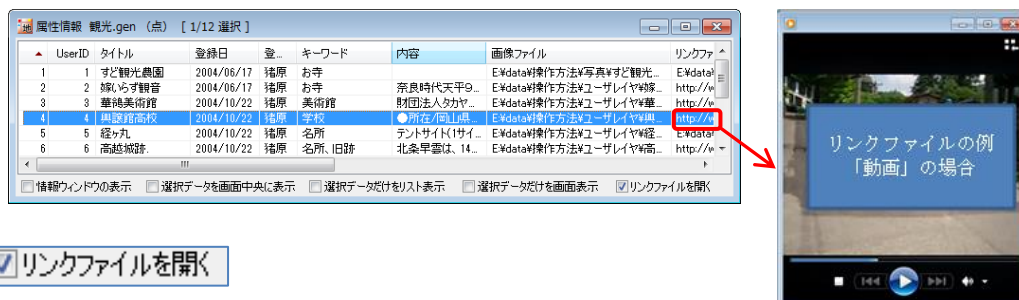 属性情報 観光.gen （点） [ 1/12 選択 ]
UserID タイトル 登録日 登... キーワード 内容 画像ファイル リンクファ
1 1 すど観光農園 2004/06/17 猪原 お寺 E:¥data¥操作方法¥写真¥すど観光... E:¥data¥
2 2 嫁いらず観音 2004/06/17 猪原 お寺 奈良時代天平9... E:¥data¥操作方法¥ユーザレイヤ¥嫁... http://w
3 3 華鴒美術館 2004/10/22 猪原 美術館 財団法人タカヤ... E:¥data¥操作方法¥ユーザレイヤ¥華... http://w
4 4 興譲館高校 2004/10/22 猪原 学校 ●所在/岡山県... E:¥data¥操作方法¥ユーザレイヤ¥興... http://w
5 5 経ヶ丸 2004/10/22 猪原 名所 テントサイト(1サイ... E:¥data¥操作方法¥ユーザレイヤ¥経... E:¥data¥
6 6 高越城跡. 2004/10/22 猪原 名所、旧跡 北条早雲は、14... E:¥data¥操作方法¥ユーザレイヤ¥高... http://w
情報ウィンドウの表示 選択データを画面中央に表示 選択データだけをリスト表示 選択データだけを画面表示 リンクファイルを開く
リンクファイルの例
「動画」の場合
リンクファイルを開く